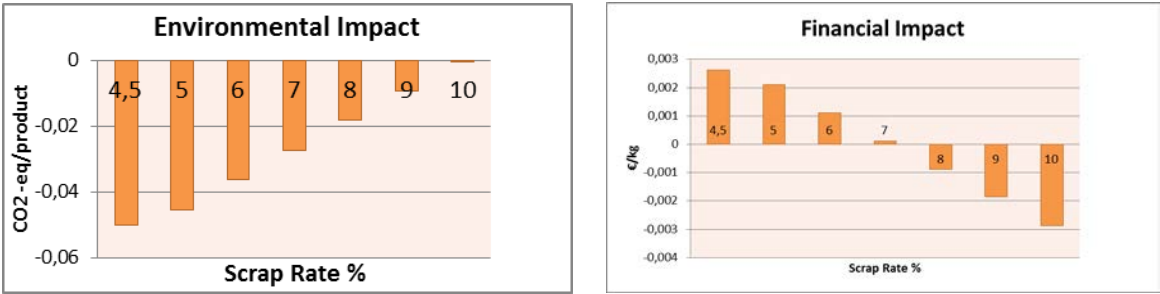 Environmental Impact
0
4,5 5 6 7 8 9 10
-0,02
-0,04
-0,06
CO2 -eq/product
Scrap Rate %
Financial Impact
0,003
0,002
0,001
0
-0,001
-0,002
-0,003
-0,004
€/kg
4,5 5 6 7 8 9 10
Scrap Rate %